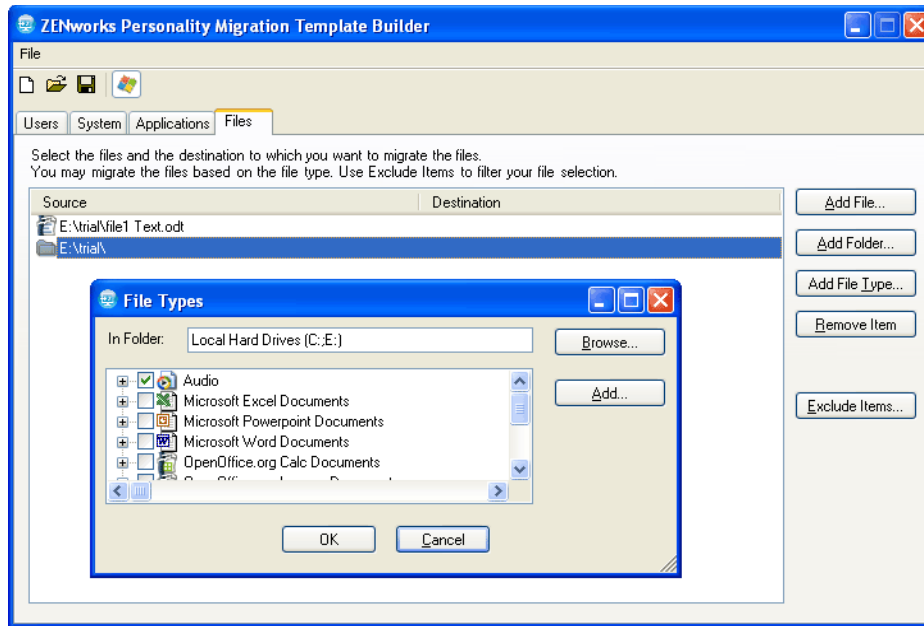 ZENworks Personality Migration Template Builder
File
Users System Applications Files
Select the files and the destination to which you want to migrate the files.
You may migrate the files based on the file type. Use Exclude Items to filter your file selection.
Source Destination
E:\trial\file1 Text.odt
E:\trial\
Add File...
Add Folder...
Add File Type...
Remove Item
Exclude Items...
File Types
In Folder: Local Hard Drives (C:;E:)
Browse...
Audio
Microsoft Excel Documents
Microsoft Powerpoint Documents
Microsoft Word Documents
OpenOffice.org Calc Documents
Add...
OK Cancel